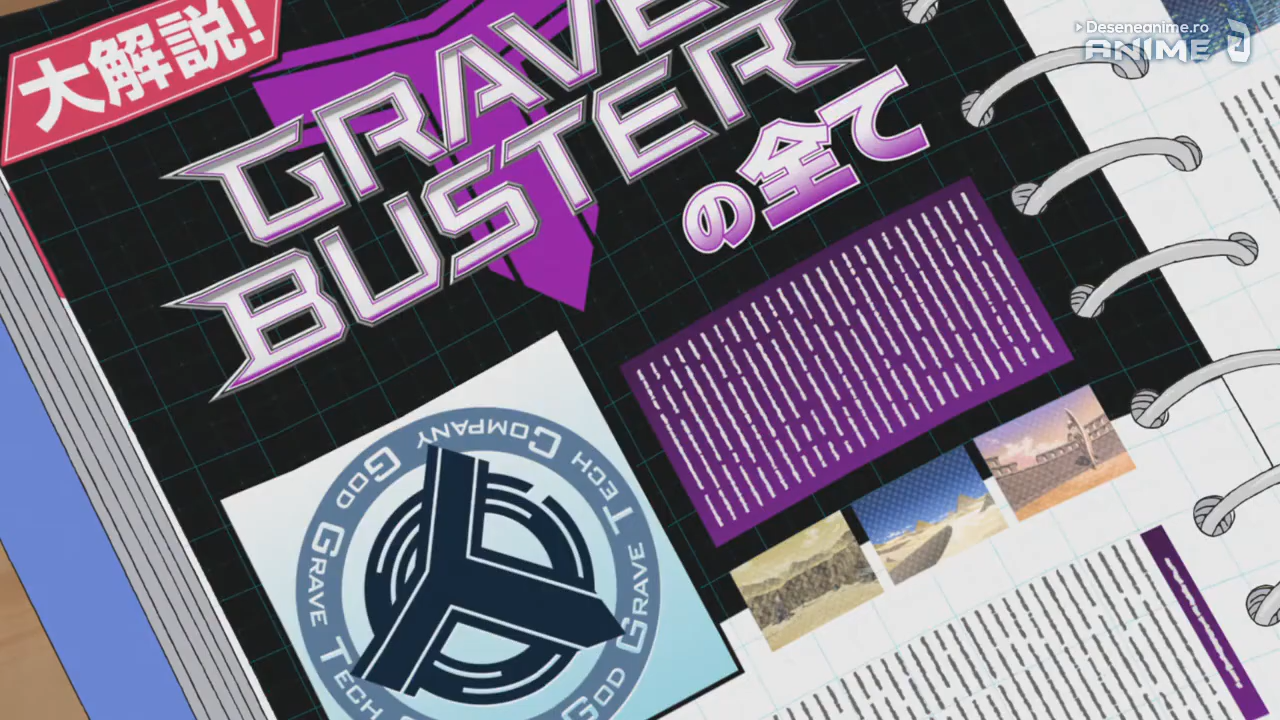 大解説!
GRAVE
BUSTER
の全て
Deseneanime.ro
ANIME
GOD GRAVE TECH COMPANY GOD GRAVE TECH